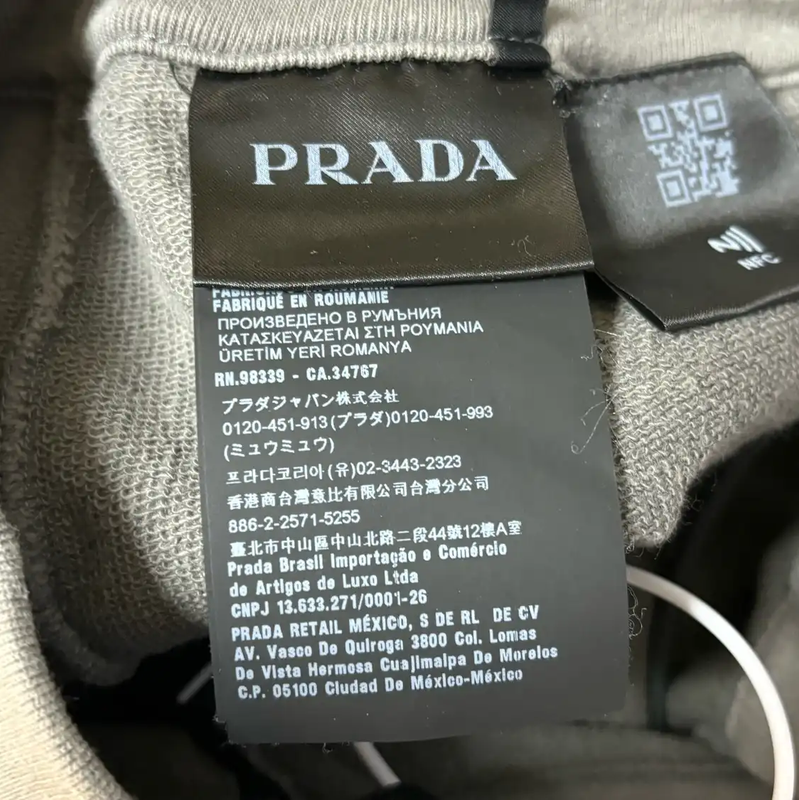 PRADA
NFC
FABRIQUÉ EN ROUMANIE
ПРОИЗВЕДЕНО В РУМЪНИЯ
ΚΑΤΑΣΚΕΥΑΖΕΤΑΙ ΣΤΗ ΡΟΥΜΑΝΙΑ
ÜRETİM YERİ ROMANYA
RN.98339 - CA.34767
プラダジャパン株式会社
0120-451-913(プラダ)0120-451-993
(ミュウミュウ)
프라다코리아(유)02-3443-2323
香港商台灣意比有限公司台灣分公司
886-2-2571-5255
臺北市中山區中山北路二段44號12樓A室
Prada Brasil Importação e Comércio
de Artigos de Luxo Ltda
CNPJ 13.633.271/0001-26
PRADA RETAIL MÉXICO, S DE RL DE CV
AV. Vasco De Quiroga 3800 Col. Lomas
De Vista Hermosa Cuajimalpa De Morelos
C.P. 05100 Ciudad De México-México